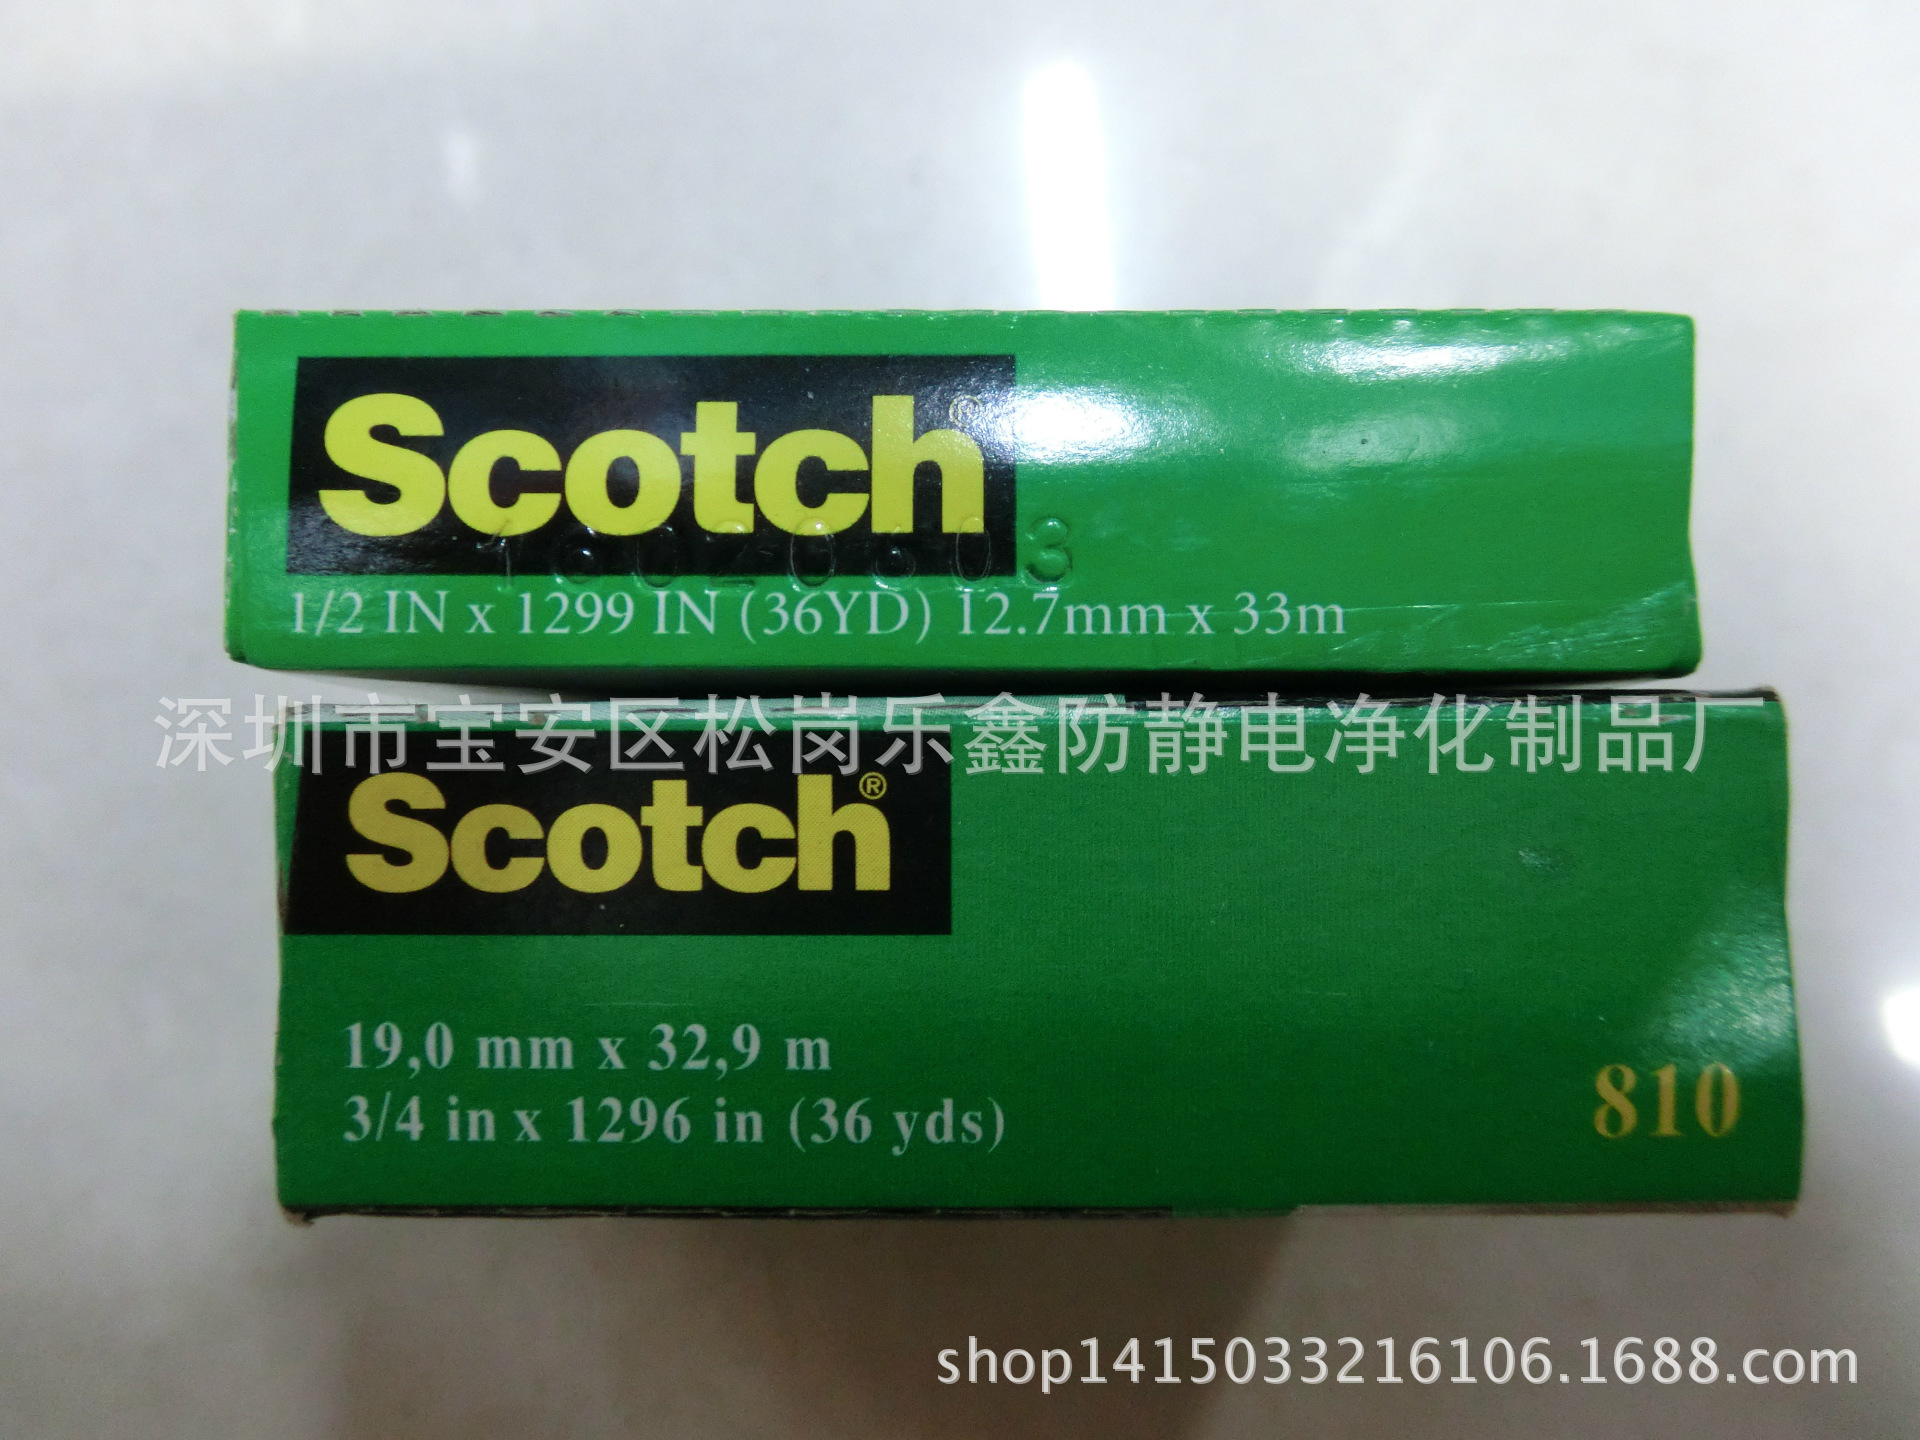 Scotch®
1/2 IN x 1299 IN (36YD) 12.7mm x 33m
深圳市宝安区松岗乐鑫防静电净化制品厂
Scotch®
19,0 mm x 32,9 m
3/4 in x 1296 in (36 yds)
810
shop1415033216106.1688.com